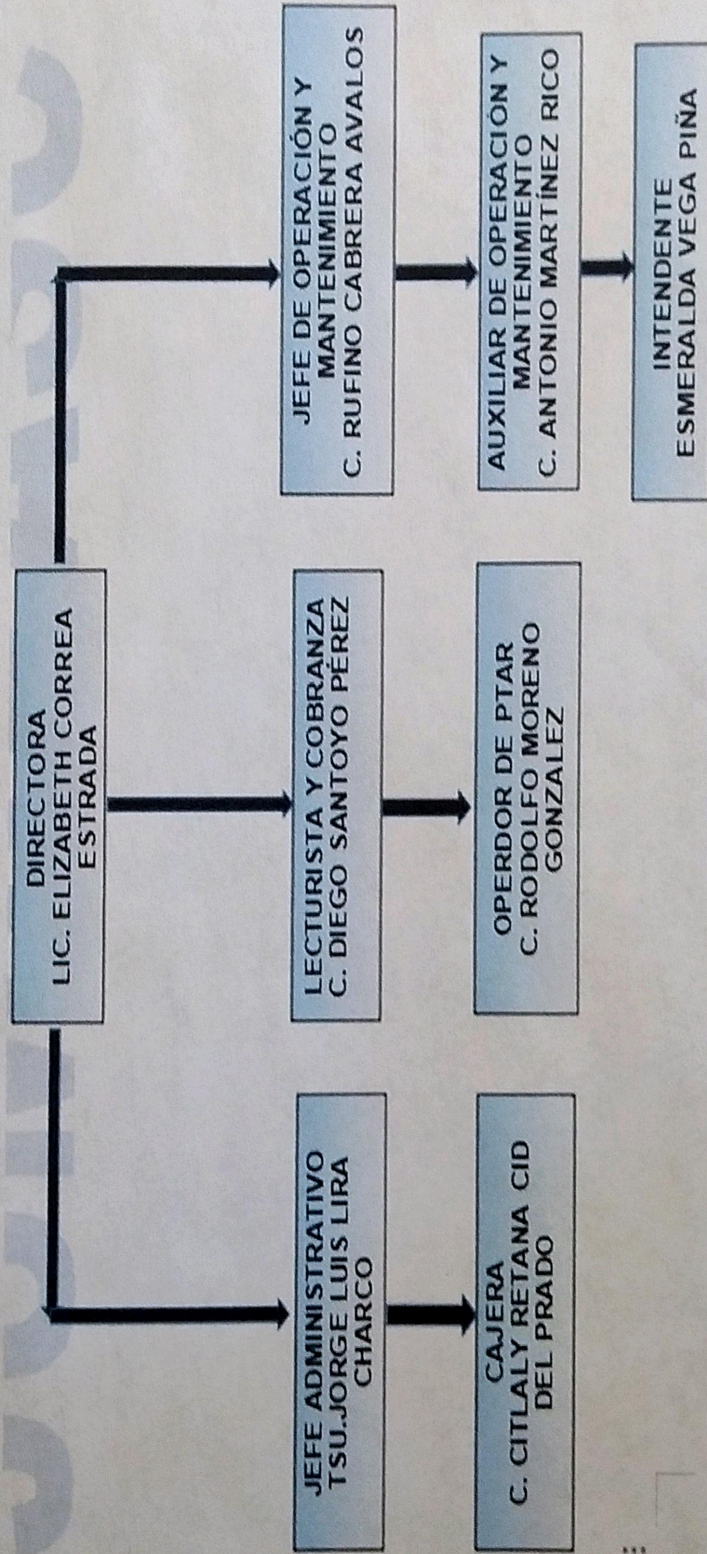 DIRECTORA
LIC. ELIZABETH CORREA
ESTRADA
JEFE ADMINISTRATIVO
TSU.JORGE LUIS LIRA
CHARCO
LECTURISTA Y COBRANZA
C. DIEGO SANTOYO PÉREZ
JEFE DE OPERACIÓN Y
MANTENIMIENTO
C. RUFINO CABRERA AVALOS
CAJERA
C. CITLALY RETANA CID
DEL PRADO
OPERDOR DE PTAR
C. RODOLFO MORENO
GONZALEZ
AUXILIAR DE OPERACIÓN Y
MANTENIMIENTO
C. ANTONIO MARTÍNEZ RICO
INTENDENTE
ESMERALDA VEGA PIÑA